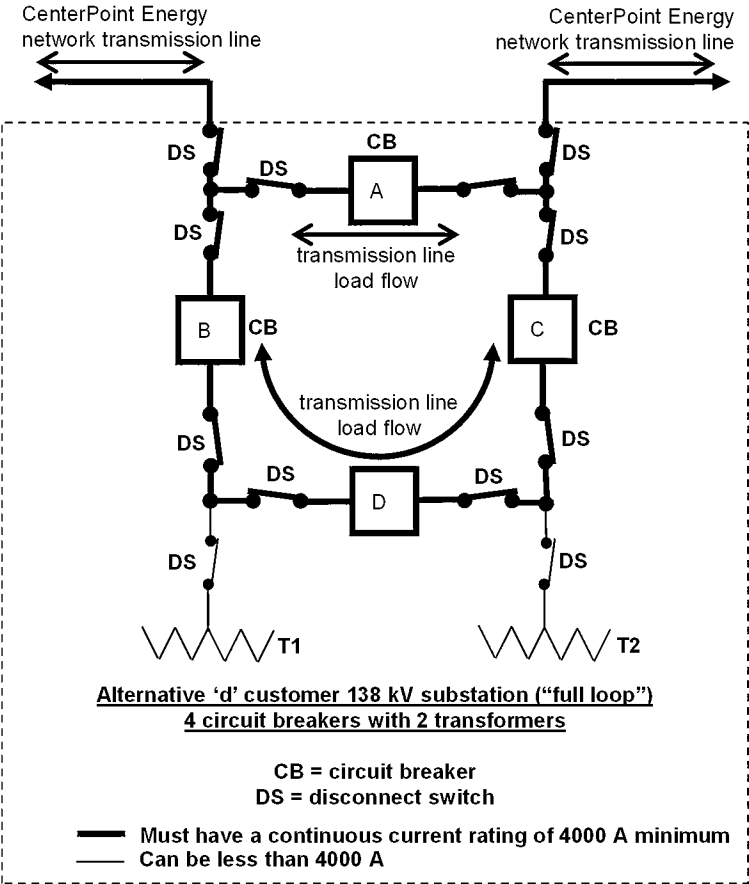 CenterPoint Energy
network transmission line
CenterPoint Energy
network transmission line
DS
DS
CB
A
DS
DS
DS
transmission line
load flow
B
CB
C
CB
transmission line
load flow
DS
DS
DS
D
DS
DS
DS
T1
T2
Alternative ‘d’ customer 138 kV substation (“full loop”)
4 circuit breakers with 2 transformers
CB = circuit breaker
DS = disconnect switch
Must have a continuous current rating of 4000 A minimum
Can be less than 4000 A